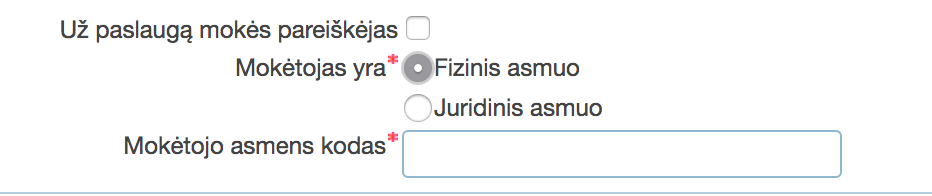 Už paslaugą mokės pareiškėjas
Mokėtojas yra* Fizinis asmuo
Juridinis asmuo
Mokėtojo asmens kodas*